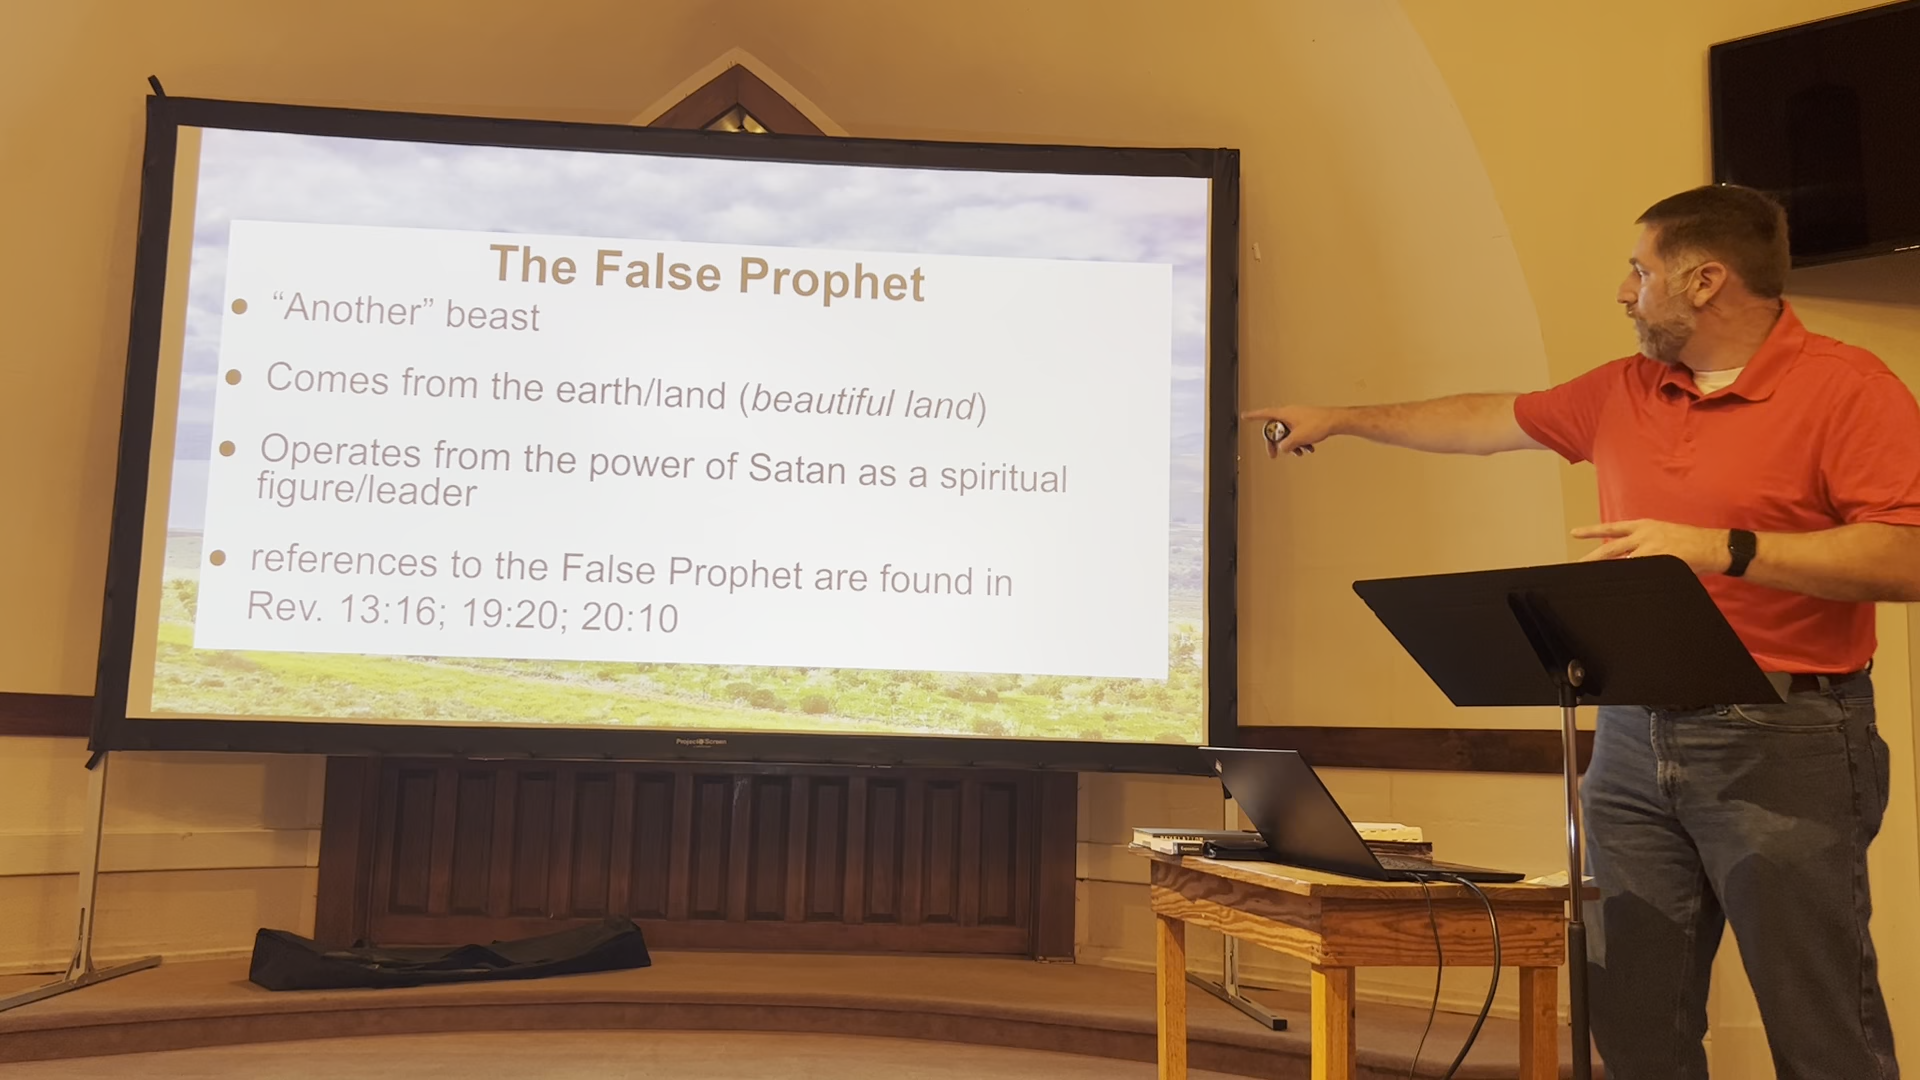 The False Prophet
• “Another” beast
• Comes from the earth/land (beautiful land)
• Operates from the power of Satan as a spiritual
figure/leader
• references to the False Prophet are found in
Rev. 13:16; 19:20; 20:10